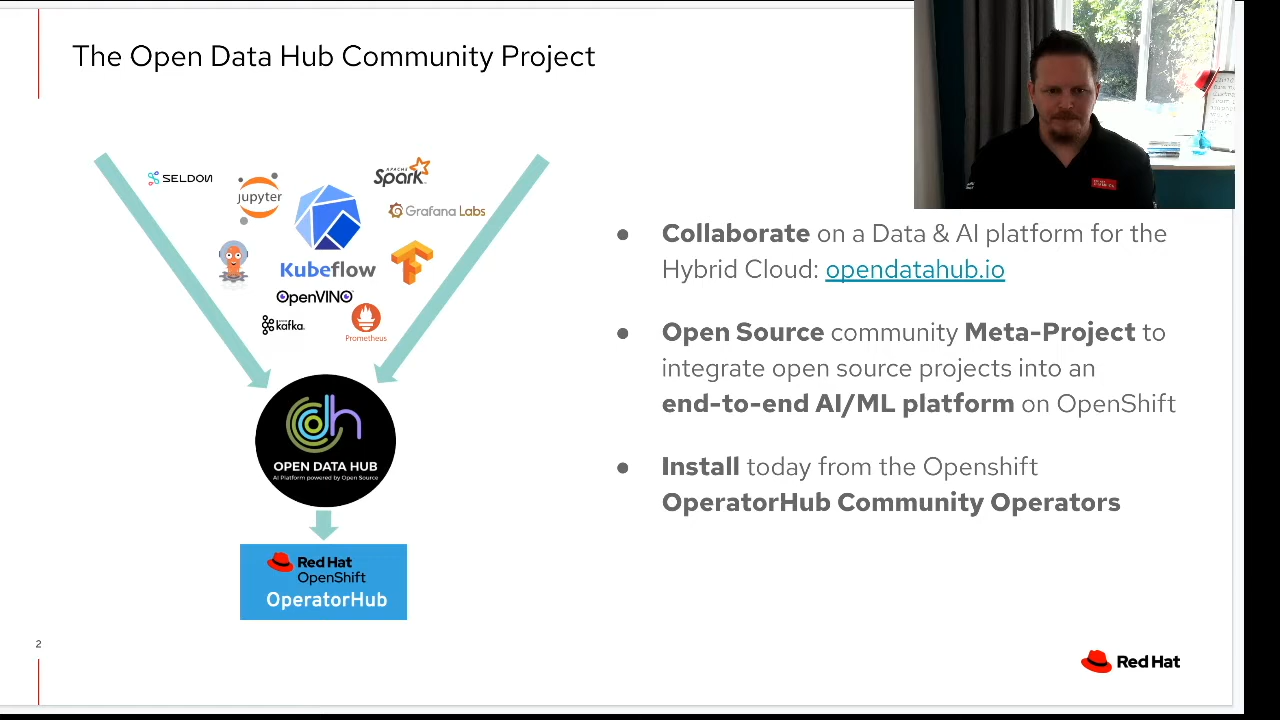 The Open Data Hub Community Project
SELDON
jupyter
APACHE
Spark
Grafana Labs
Kubeflow
OpenVINO
kafka
Prometheus
OPEN DATA HUB
AI Platform powered by Open Source
Red Hat
OpenShift
OperatorHub
● Collaborate on a Data & AI platform for the
Hybrid Cloud: opendatahub.io
● Open Source community Meta-Project to
integrate open source projects into an
end-to-end AI/ML platform on OpenShift
● Install today from the Openshift
OperatorHub Community Operators
2
Red Hat